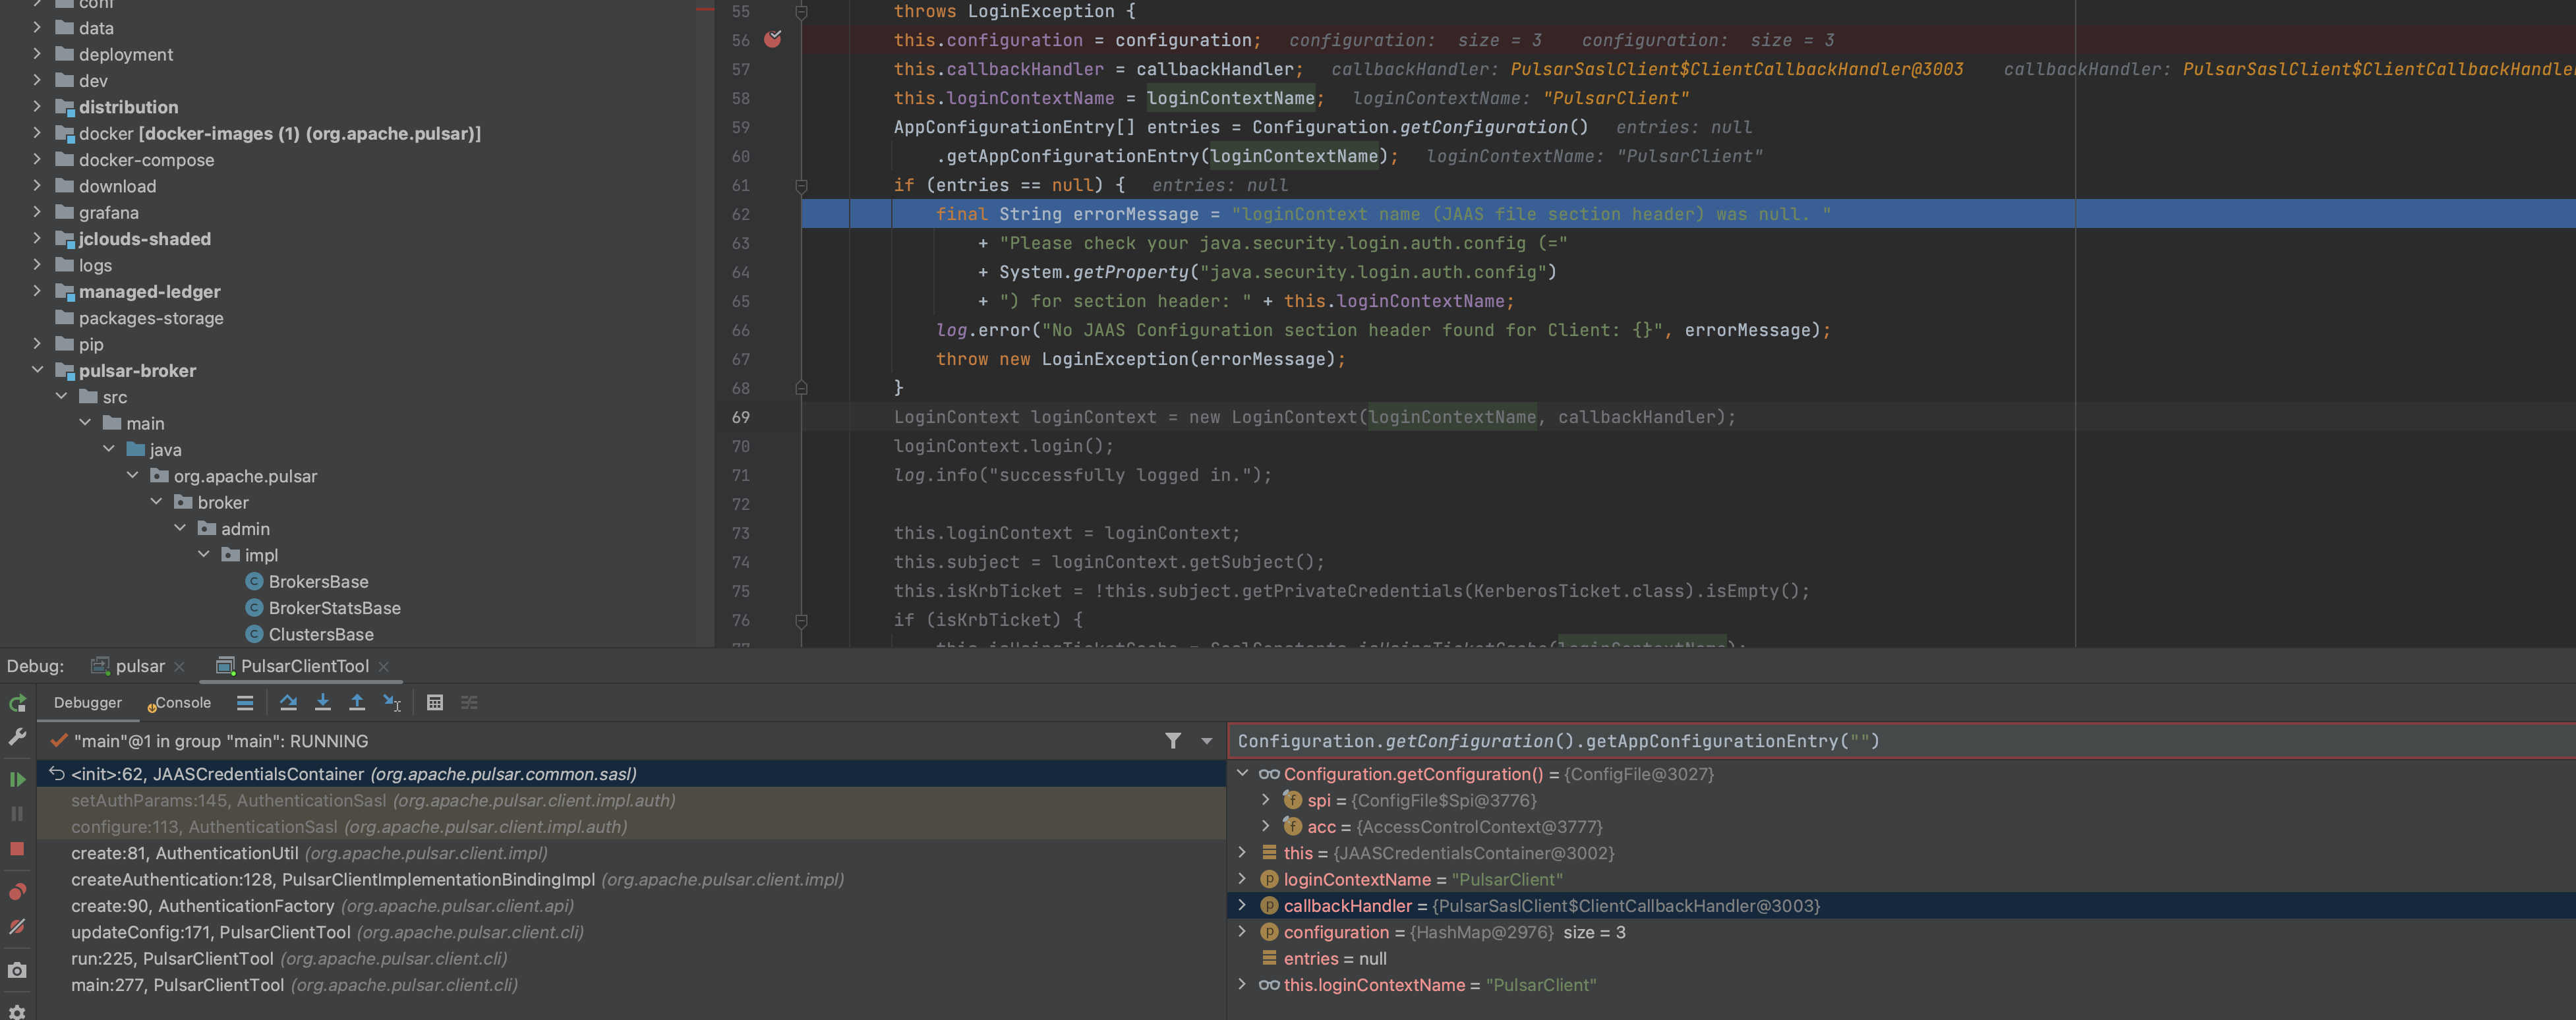 conf
data
deployment
dev
distribution
docker [docker-images (1) (org.apache.pulsar)]
docker-compose
download
grafana
jclouds-shaded
logs
managed-ledger
packages-storage
pip
pulsar-broker
src
main
java
org.apache.pulsar
broker
admin
impl
BrokersBase
BrokerStatsBase
ClustersBase
55 throws LoginException {
56 this.configuration = configuration; configuration: size = 3 configuration: size = 3
57 this.callbackHandler = callbackHandler; callbackHandler: PulsarSaslClient$ClientCallbackHandler@3003 callbackHandler: PulsarSaslClient$ClientCallbackHandle
58 this.loginContextName = loginContextName; loginContextName: "PulsarClient"
59 AppConfigurationEntry[] entries = Configuration.getConfiguration() entries: null
60 .getAppConfigurationEntry(loginContextName); loginContextName: "PulsarClient"
61 if (entries == null) { entries: null
62 final String errorMessage = "loginContext name (JAAS file section header) was null. "
63 + "Please check your java.security.login.auth.config (="
64 + System.getProperty("java.security.login.auth.config")
65 + ") for section header: " + this.loginContextName;
66 log.error("No JAAS Configuration section header found for Client: {}", errorMessage);
67 throw new LoginException(errorMessage);
68 }
69 LoginContext loginContext = new LoginContext(loginContextName, callbackHandler);
70 loginContext.login();
71 log.info("successfully logged in.");
72
73 this.loginContext = loginContext;
74 this.subject = loginContext.getSubject();
75 this.isKrbTicket = !this.subject.getPrivateCredentials(KerberosTicket.class).isEmpty();
76 if (isKrbTicket) {
Debug: pulsar PulsarClientTool
Debugger Console
"main"@1 in group "main": RUNNING
<init>:62, JAASCredentialsContainer (org.apache.pulsar.common.sasl)
setAuthParams:145, AuthenticationSasl (org.apache.pulsar.client.impl.auth)
configure:113, AuthenticationSasl (org.apache.pulsar.client.impl.auth)
create:81, AuthenticationUtil (org.apache.pulsar.client.impl)
createAuthentication:128, PulsarClientImplementationBindingImpl (org.apache.pulsar.client.impl)
create:90, AuthenticationFactory (org.apache.pulsar.client.api)
updateConfig:171, PulsarClientTool (org.apache.pulsar.client.cli)
run:225, PulsarClientTool (org.apache.pulsar.client.cli)
main:277, PulsarClientTool (org.apache.pulsar.client.cli)
Configuration.getConfiguration().getAppConfigurationEntry("")
Configuration.getConfiguration() = {ConfigFile@3027}
spi = {ConfigFile$Spi@3776}
acc = {AccessControlContext@3777}
this = {JAASCredentialsContainer@3002}
loginContextName = "PulsarClient"
callbackHandler = {PulsarSaslClient$ClientCallbackHandler@3003}
configuration = {HashMap@2976} size = 3
entries = null
this.loginContextName = "PulsarClient"